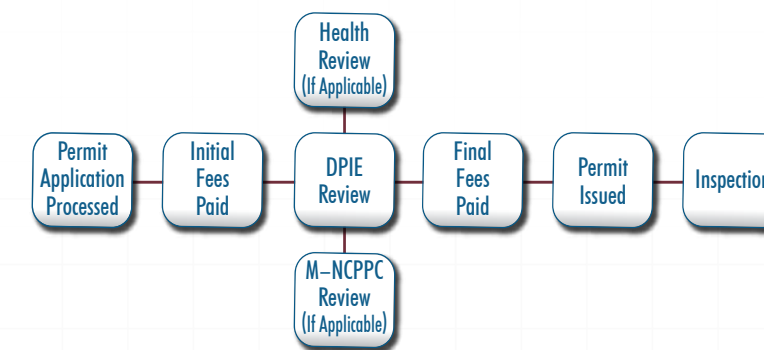 Health
Review
(If Applicable)
Permit
Application
Processed
Initial
Fees
Paid
DPIE
Review
Final
Fees
Paid
Permit
Issued
Inspection
M–NCPPC
Review
(If Applicable)